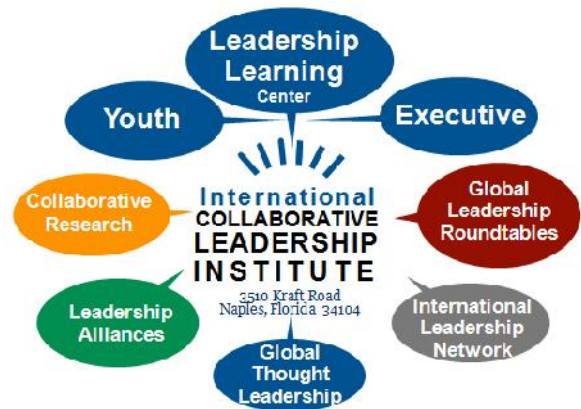 Leadership
Learning
Center
Youth
Executive
International
COLLABORATIVE
LEADERSHIP
INSTITUTE
3510 Kraft Road
Naples, Florida 34104
Collaborative
Research
Global
Leadership
Roundtables
Leadership
Alliances
International
Leadership
Network
Global
Thought
Leadership